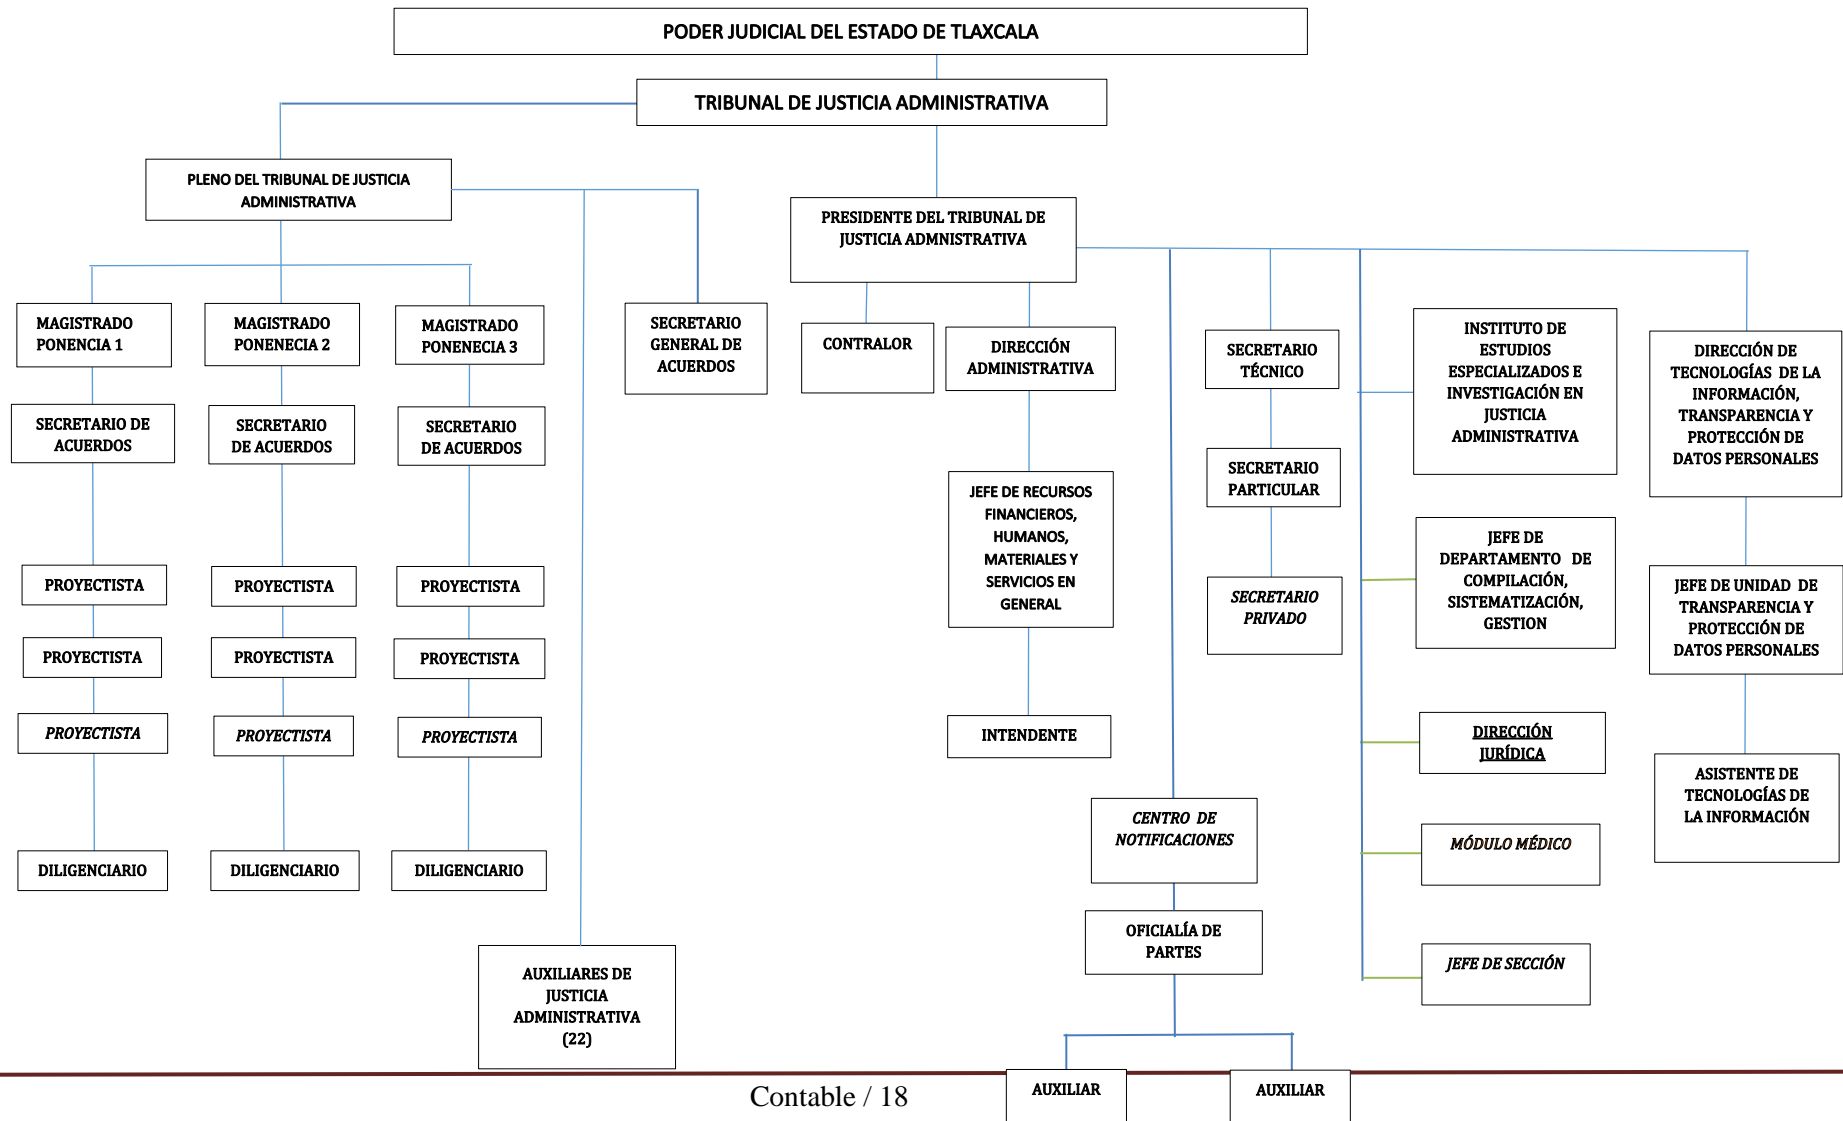 PODER JUDICIAL DEL ESTADO DE TLAXCALA
TRIBUNAL DE JUSTICIA ADMINISTRATIVA
PLENO DEL TRIBUNAL DE JUSTICIA
ADMINISTRATIVA
PRESIDENTE DEL TRIBUNAL DE
JUSTICIA ADMNISTRATIVA
MAGISTRADO
PONENCIA 1
MAGISTRADO
PONENECIA 2
MAGISTRADO
PONENECIA 3
SECRETARIO
GENERAL DE
ACUERDOS
CONTRALOR
DIRECCIÓN
ADMINISTRATIVA
SECRETARIO
TÉCNICO
INSTITUTO DE
ESTUDIOS
ESPECIALIZADOS E
INVESTIGACIÓN EN
JUSTICIA
ADMINISTRATIVA
DIRECCIÓN DE
TECNOLOGÍAS DE LA
INFORMACIÓN,
TRANSPARENCIA Y
PROTECCIÓN DE
DATOS PERSONALES
SECRETARIO DE
ACUERDOS
SECRETARIO
DE ACUERDOS
SECRETARIO
DE ACUERDOS
SECRETARIO
PARTICULAR
JEFE DE RECURSOS
FINANCIEROS,
HUMANOS,
MATERIALES Y
SERVICIOS EN
GENERAL
JEFE DE
DEPARTAMENTO DE
COMPILACIÓN,
SISTEMATIZACIÓN,
GESTION
PROYECTISTA
PROYECTISTA
PROYECTISTA
SECRETARIO
PRIVADO
JEFE DE UNIDAD DE
TRANSPARENCIA Y
PROTECCIÓN DE
DATOS PERSONALES
PROYECTISTA
PROYECTISTA
PROYECTISTA
PROYECTISTA
PROYECTISTA
PROYECTISTA
INTENDENTE
DIRECCIÓN
JURÍDICA
ASISTENTE DE
TECNOLOGÍAS DE
LA INFORMACIÓN
CENTRO DE
NOTIFICACIONES
MÓDULO MÉDICO
DILIGENCIARIO
DILIGENCIARIO
DILIGENCIARIO
OFICIALÍA DE
PARTES
JEFE DE SECCIÓN
AUXILIARES DE
JUSTICIA
ADMINISTRATIVA
(22)
AUXILIAR
AUXILIAR
Contable / 18